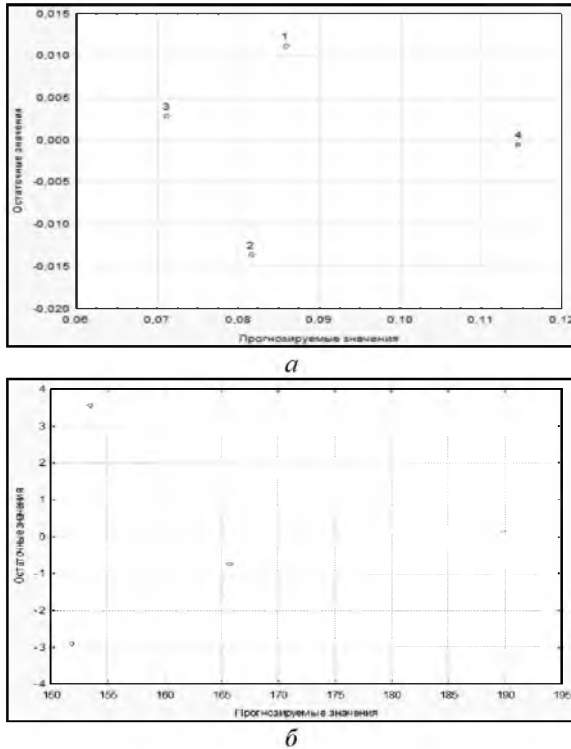 0,015
0,010
0,005
0,000
-0,005
-0,010
-0,015
-0,020
Остаточные значения
1
3
4
2
0.06 0.07 0.08 0.09 0.10 0.11 0.12
Прогнозируемые значения
а
4
3
2
1
0
-1
-2
-3
-4
Остаточные значения
150 155 160 165 170 175 180 185 190 195
Прогнозируемые значения
б